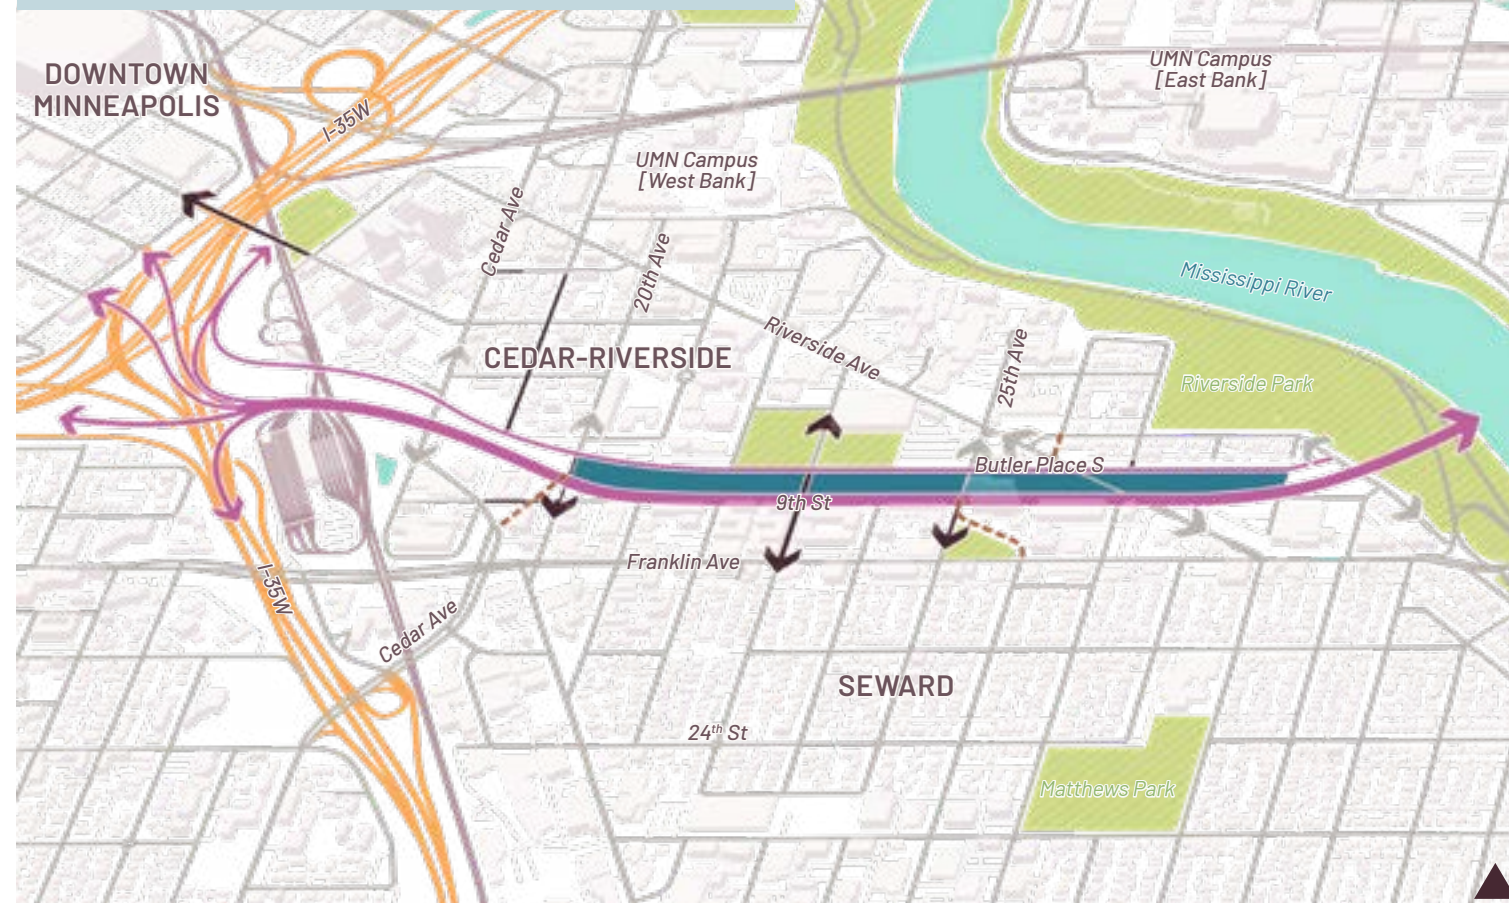 DOWNTOWN
MINNEAPOLIS
I-35W
UMN Campus
[East Bank]
UMN Campus
[West Bank]
Cedar Ave
20th Ave
Mississippi River
Riverside Ave
CEDAR-RIVERSIDE
25th Ave
Riverside Park
Butler Place S
9th St
Franklin Ave
I-35W
Cedar Ave
SEWARD
24th St
Matthews Park